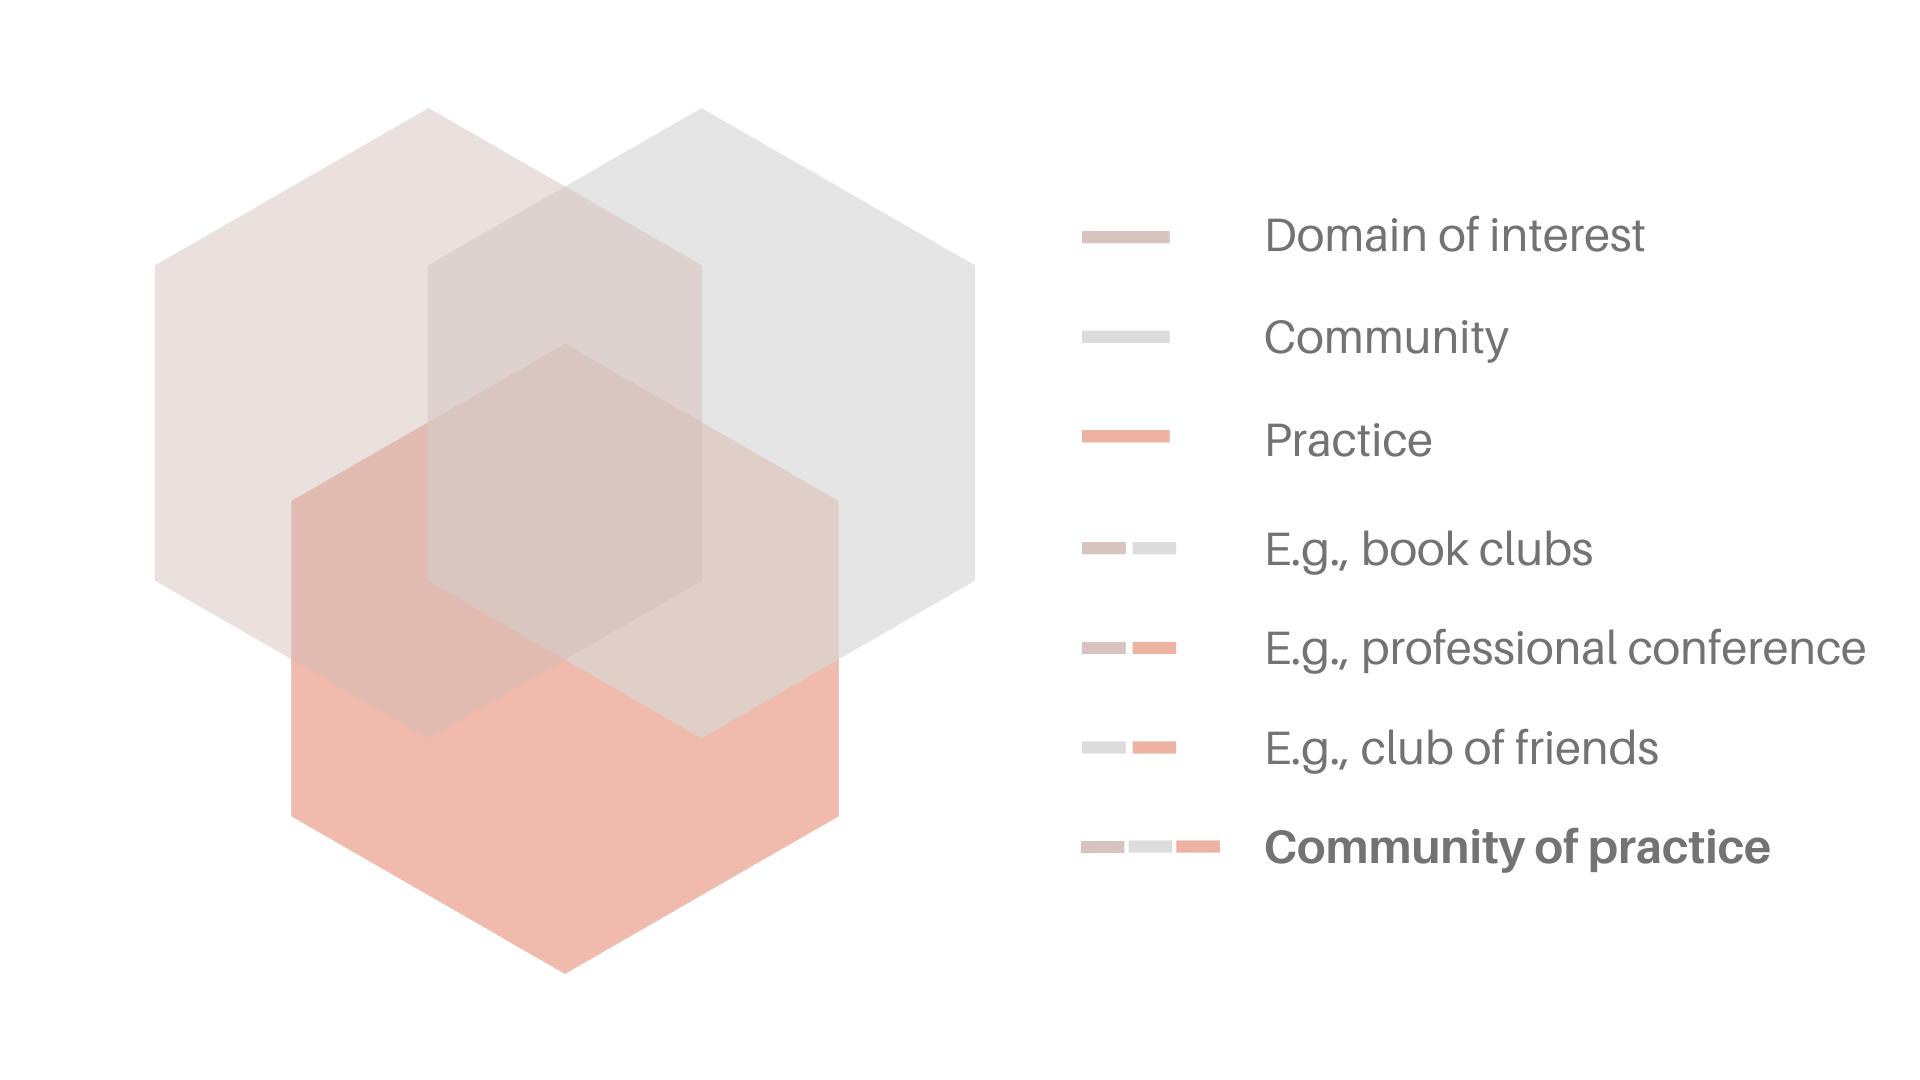 Domain of interest
Community
Practice
E.g., book clubs
E.g., professional conference
E.g., club of friends
Community of practice